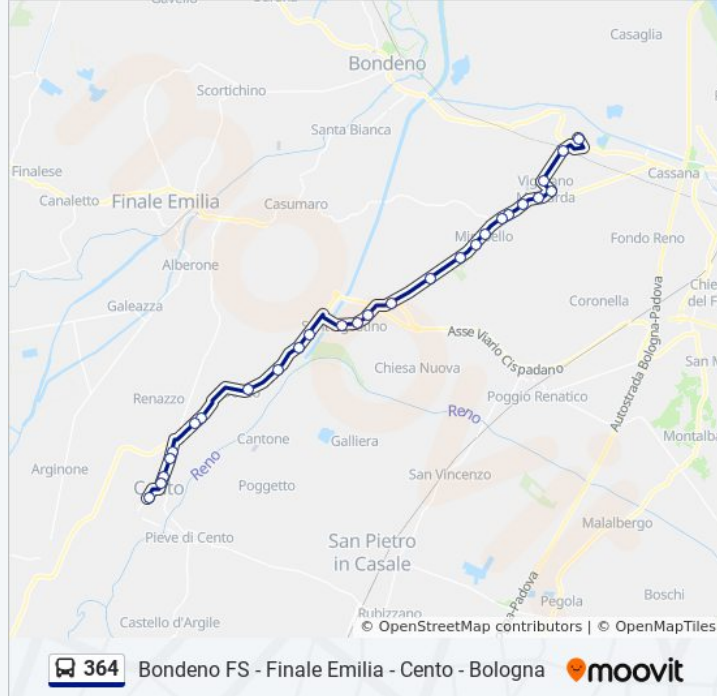 Gavello
Casaglia
Bondeno
Scortichino
Santa Bianca
Finalese
Cassana
Canaletto
Finale Emilia
Casumaro
Fondo Reno
Alberone
Galeazza
Coronella
Asse Viario Cispadano
Autostrada Bologna-Padova
Chiesa Nuova
Renazzo
Poggio Renatico
Reno
Cantone
Galliera
Reno
Arginone
Poggetto
San Vincenzo
Pieve di Cento
San Pietro
in Casale
Malalbergo
Castello d'Argile
Rubizzano
Pegola
Boschi
© OpenStreetMap contributors | © OpenMapTiles
364 Bondeno FS - Finale Emilia - Cento - Bologna moovit